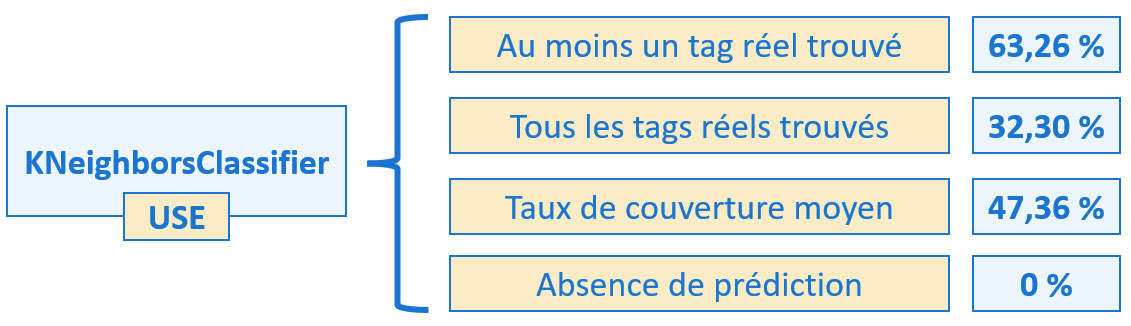 KNeighborsClassifier
USE
Au moins un tag réel trouvé
63,26 %
Tous les tags réels trouvés
32,30 %
Taux de couverture moyen
47,36 %
Absence de prédiction
0 %